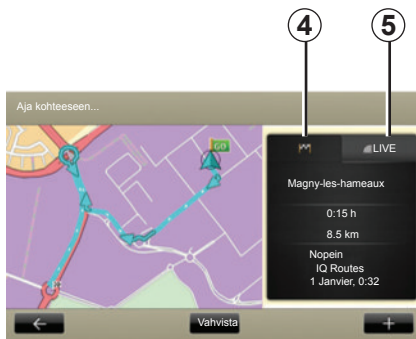 4 5
Aja kohteeseen...
GO
LIVE
Magny-les-hameaux
0:15 h
8.5 km
Nopein
IQ Routes
1 Janvier, 0:32
Vahvista